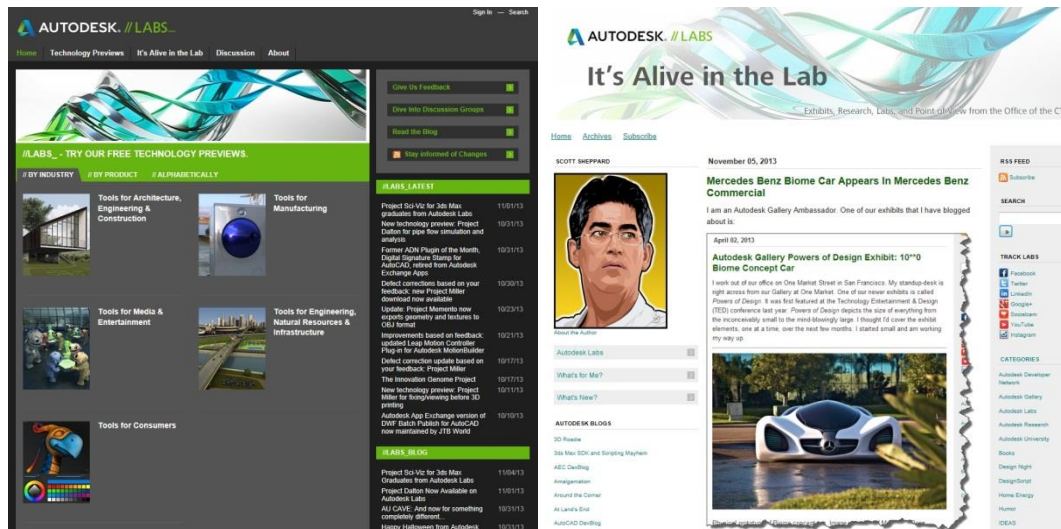 Sign In — Search
AUTODESK. // LABS_
Home Technology Previews It's Alive in the Lab Discussion About
Give Us Feedback
Dive Into Discussion Groups
Read the Blog
Stay informed of Changes
//LABS_ - TRY OUR FREE TECHNOLOGY PREVIEWS.
// BY INDUSTRY // BY PRODUCT // ALPHABETICALLY
Tools for Architecture,
Engineering &
Construction
Tools for
Manufacturing
Tools for Media &
Entertainment
Tools for Engineering,
Natural Resources &
Infrastructure
Tools for Consumers
//LABS_LATEST
Project Sci-Viz for 3ds Max 11/01/13
graduates from Autodesk Labs
New technology preview: Project 10/31/13
Dalton for pipe flow simulation and
analysis
Former ADN Plugin of the Month, 10/31/13
Digital Signature Stamp for
AutoCAD, retired from Autodesk
Exchange Apps
Defect corrections based on your 10/30/13
feedback: new Project Miller
download now available
Update: Project Memento now 10/23/13
exports geometry and textures to
OBJ format
Improvements based on feedback: 10/21/13
updated Leap Motion Controller
Plug-in for Autodesk MotionBuilder
Defect correction update based on 10/17/13
your feedback: Project Miller
The Innovation Genome Project 10/17/13
New technology preview: Project 10/11/13
Miller for fixing/viewing before 3D
printing
Autodesk App Exchange version of 10/10/13
DWF Batch Publish for AutoCAD
now maintained by JTB World
//LABS_BLOG
Project Sci-Viz for 3ds Max 11/04/13
Graduates from Autodesk Labs
Project Dalton Now Available on 11/01/13
Autodesk Labs
AU CAVE: And now for something 10/31/13
completely different...
Happy Halloween from Autodesk 10/31/13
AUTODESK. // LABS
It's Alive in the Lab
Exhibits, Research, Labs, and Point-of-View from the Office of the C
Home Archives Subscribe
SCOTT SHEPPARD
About the Author
Autodesk Labs
What's for Me?
What's New?
AUTODESK BLOGS
3D Roadie
3ds Max SDK and Scripting Mayhem
AEC DevBlog
Amalgamation
Around the Corner
At Land's End
AutoCAD DevBlog
November 05, 2013
Mercedes Benz Biome Car Appears In Mercedes Benz
Commercial
I am an Autodesk Gallery Ambassador. One of our exhibits that I have blogged
about is:
April 02, 2013
Autodesk Gallery Powers of Design Exhibit: 10^0
Biome Concept Car
I work out of our office on One Market Street in San Francisco. My standup-desk is
right across from our Gallery at One Market. One of our newer exhibits is called
Powers of Design. It was first featured at the Technology Entertainment & Design
(TED) conference last year. Powers of Design depicts the size of everything from
the inconceivably small to the mind-blowingly large. I thought I'd cover the exhibit
elements, one at a time, over the next few months. I started small and am working
my way up.
RSS FEED
Subscribe
SEARCH
TRACK LABS
Facebook
Twitter
LinkedIn
Google+
Socialcam
YouTube
Instagram
CATEGORIES
Autodesk Developer
Network
Autodesk Gallery
Autodesk Labs
Autodesk Research
Autodesk University
Books
Design Night
DesignScript
Home Energy
Humor
IDEAS